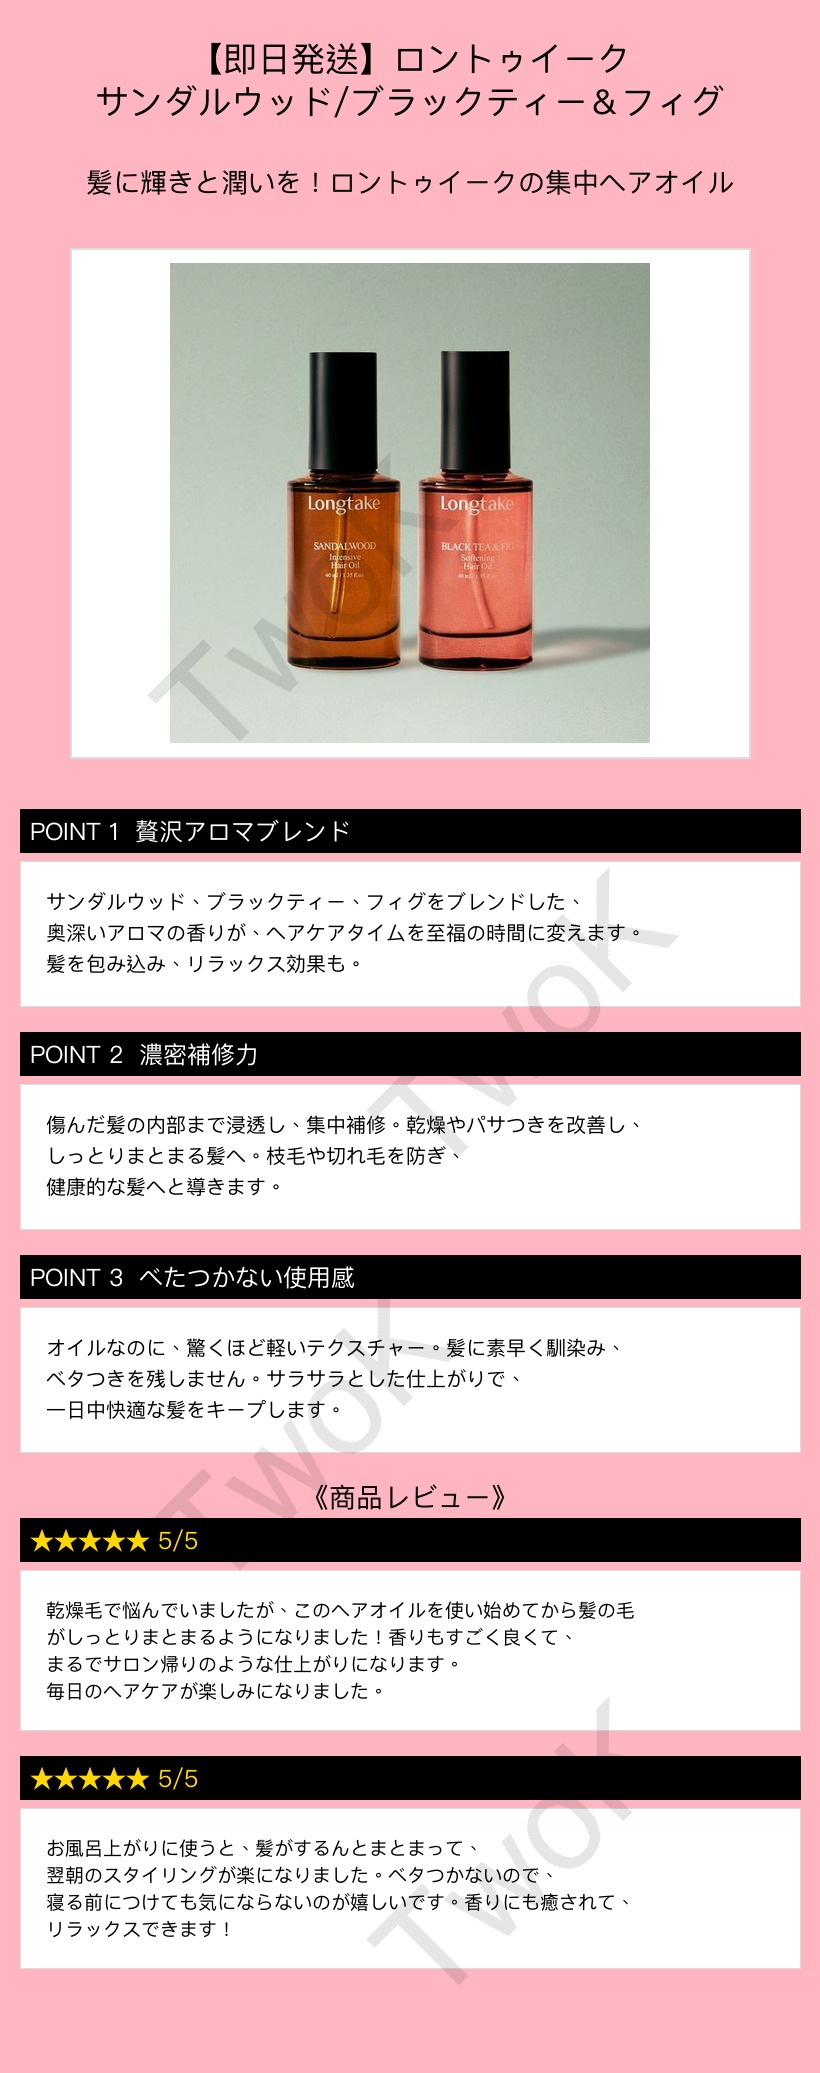 【即日発送】ロントゥイーク
サンダルウッド/ブラックティー＆フィグ
髪に輝きと潤いを！ロントゥイークの集中ヘアオイル
Longtake
SANDALWOOD
Intensive
Hair Oil
40 ml / 1.35 fl.oz
Longtake
BLACK TEA & FIG
Softening
Hair Oil
40 ml / 1.35 fl.oz
TwoK
POINT 1 贅沢アロマブレンド
サンダルウッド、ブラックティー、フィグをブレンドした、
奥深いアロマの香りが、ヘアケアタイムを至福の時間に変えます。
髪を包み込み、リラックス効果も。
TwoK
POINT 2 濃密補修力
傷んだ髪の内部まで浸透し、集中補修。乾燥やパサつきを改善し、
しっとりまとまる髪へ。枝毛や切れ毛を防ぎ、
健康的な髪へと導きます。
POINT 3 べたつかない使用感
オイルなのに、驚くほど軽いテクスチャー。髪に素早く馴染み、
ベタつきを残しません。サラサラとした仕上がりで、
一日中快適な髪をキープします。
TwoK
《商品レビュー》
★★★★★ 5/5
乾燥毛で悩んでいましたが、このヘアオイルを使い始めてから髪の毛
がしっとりまとまるようになりました！香りもすごく良くて、
まるでサロン帰りのような仕上がりになります。
毎日のヘアケアが楽しみになりました。
★★★★★ 5/5
お風呂上がりに使うと、髪がするんとまとまって、
翌朝のスタイリングが楽になりました。ベタつかないので、
寝る前につけても気にならないのが嬉しいです。香りにも癒されて、
リラックスできます！
TwoK